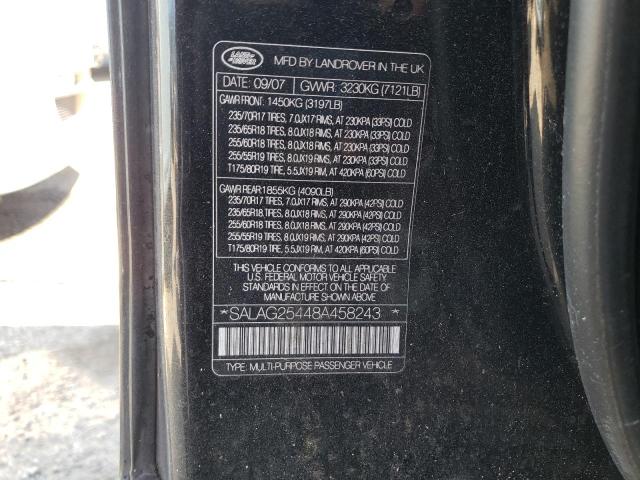 LAND ROVER
MFD BY LANDROVER IN THE UK
DATE: 09/07 GVWR: 3230KG (7121LB)
GAWR FRONT: 1450KG (3197LB)
235/70R17 TIRES, 7.0JX17 RIMS, AT 230KPA (33PSI) COLD
235/65R18 TIRES, 8.0JX18 RIMS, AT 230KPA (33PSI) COLD
255/60R18 TIRES, 8.0JX18 RIMS, AT 230KPA (33PSI) COLD
255/55R19 TIRES, 8.0JX19 RIMS, AT 230KPA (33PSI) COLD
T175/80R19 TIRE, 5.5JX19 RIM, AT 420KPA (60PSI) COLD
GAWR REAR: 1855KG (4090LB)
235/70R17 TIRES, 7.0JX17 RIMS, AT 290KPA (42PSI) COLD
235/65R18 TIRES, 8.0JX18 RIMS, AT 290KPA (42PSI) COLD
255/60R18 TIRES, 8.0JX18 RIMS, AT 290KPA (42PSI) COLD
255/55R19 TIRES, 8.0JX19 RIMS, AT 290KPA (42PSI) COLD
T175/80R19 TIRE, 5.5JX19 RIM, AT 420KPA (60PSI) COLD
THIS VEHICLE CONFORMS TO ALL APPLICABLE
U.S. FEDERAL MOTOR VEHICLE SAFETY
STANDARDS IN EFFECT ON THE DATE OF
MANUFACTURE SHOWN ABOVE
*SALAG25448A458243*
TYPE: MULTI-PURPOSE PASSENGER VEHICLE